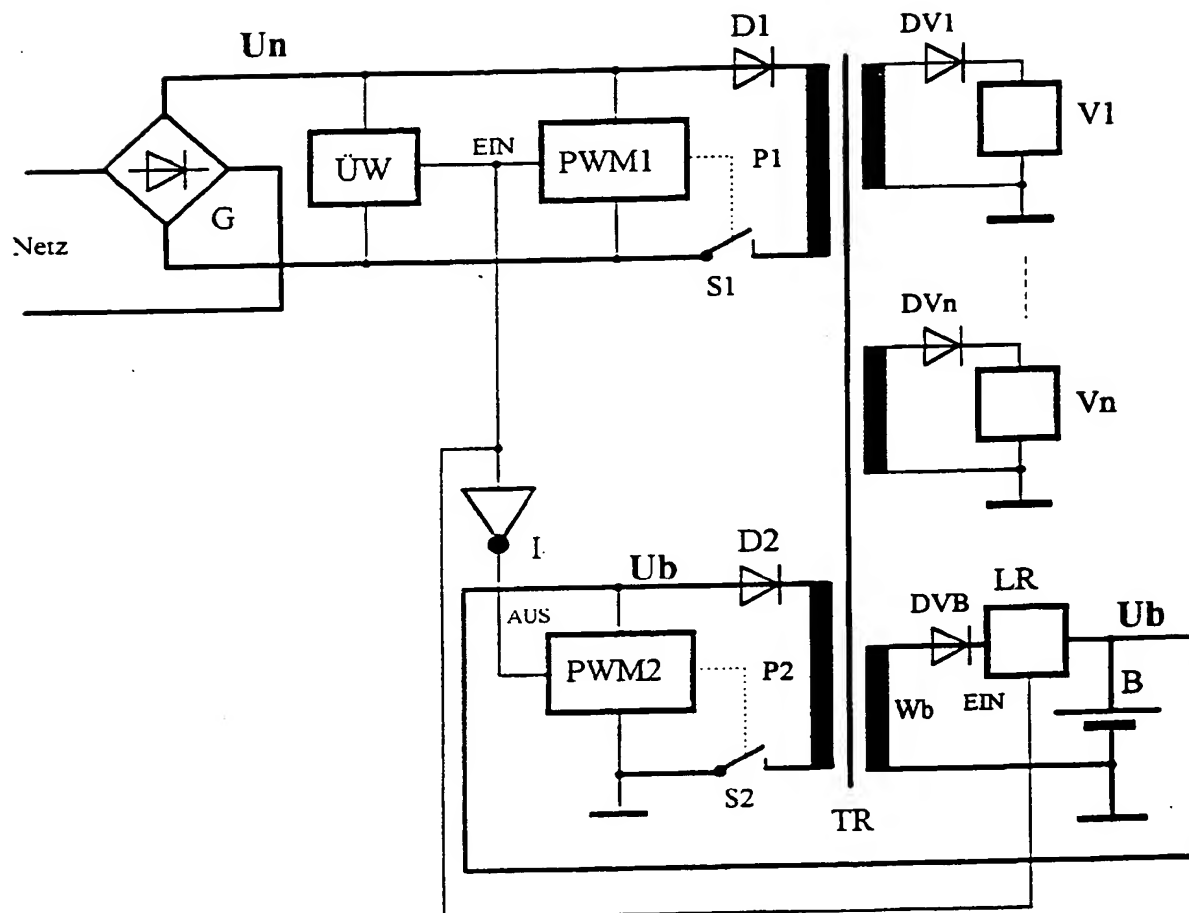 Un
D1
DV1
V1
ÜW
EIN
PWM1
P1
G
Netz
S1
DVn
Vn
I
D2
Ub
AUS
PWM2
P2
S2
TR
LR
DVB
Ub
Wb
EIN
B